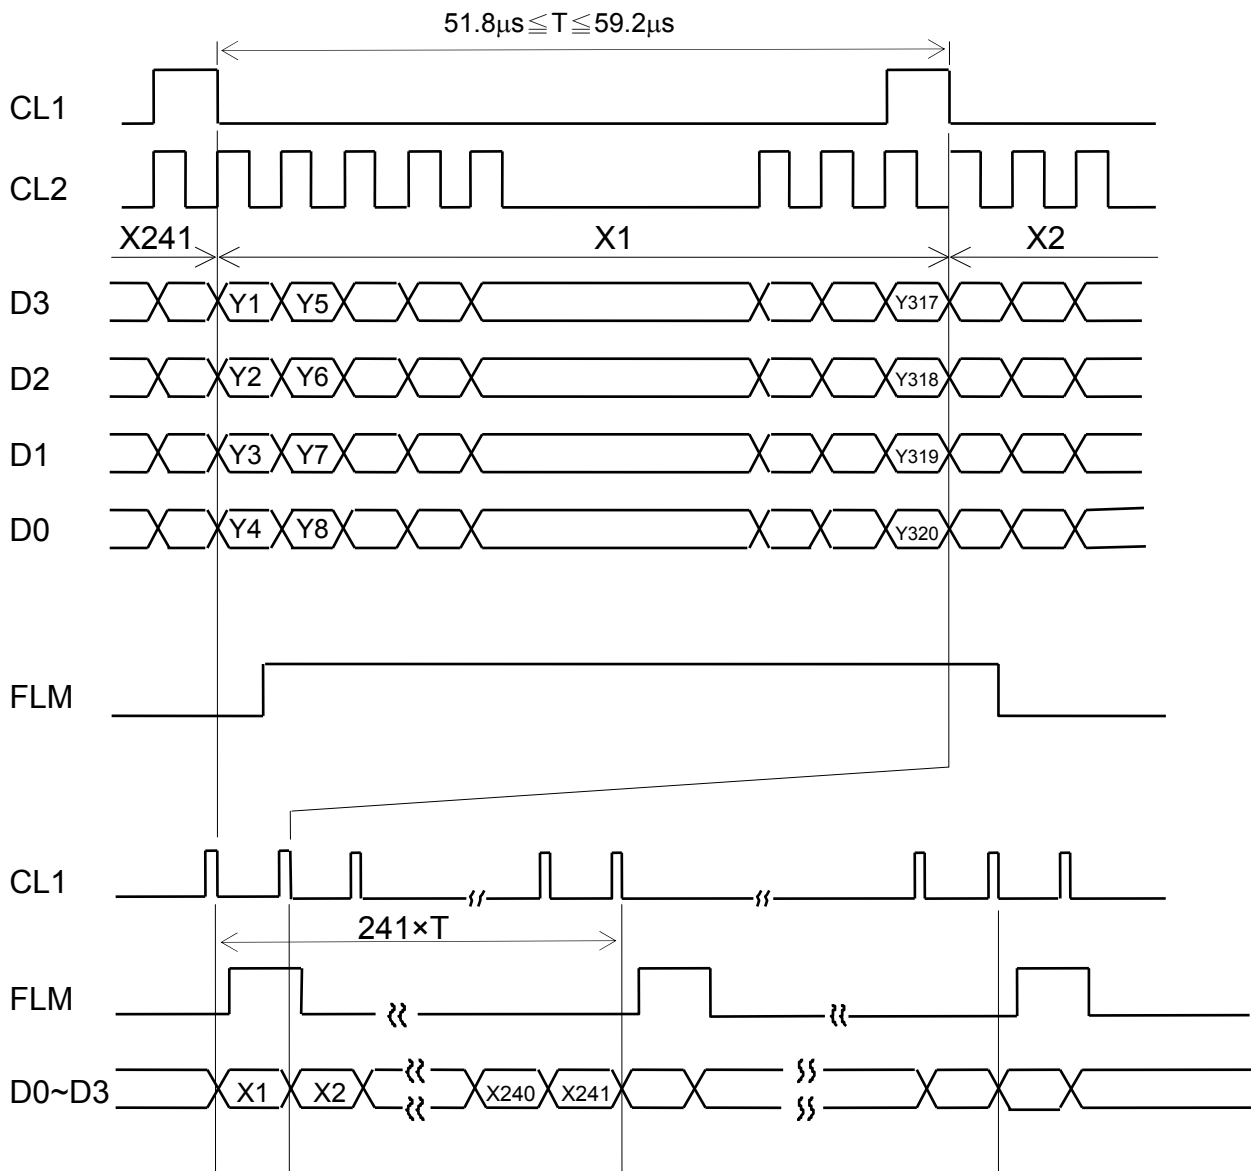 51.8μs≦T≦59.2μs
CL1
CL2
X241 X1 X2
D3 Y1 Y5 Y317
D2 Y2 Y6 Y318
D1 Y3 Y7 Y319
D0 Y4 Y8 Y320
FLM
CL1
241×T
FLM
D0~D3 X1 X2 X240 X241